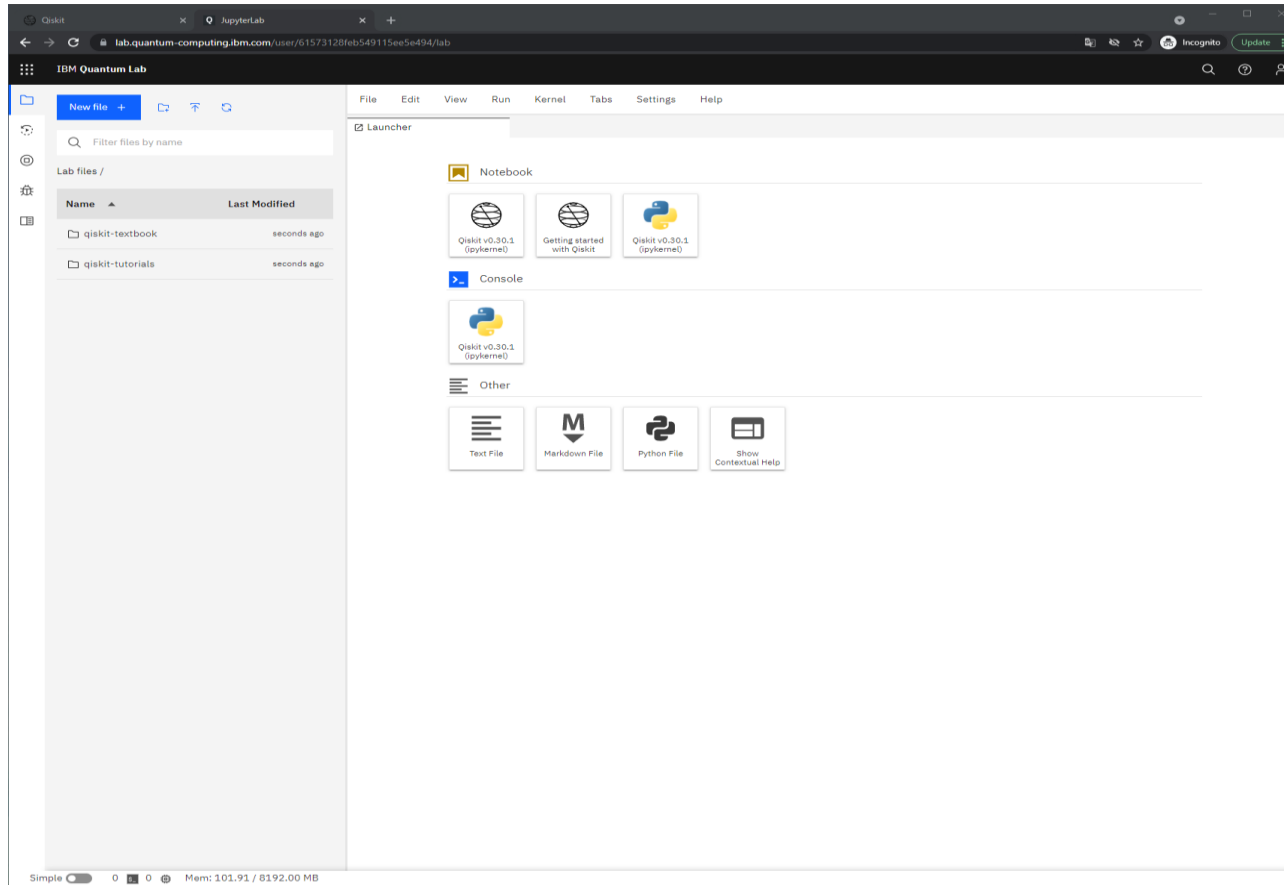 Qiskit
JupyterLab
lab.quantum-computing.ibm.com/user/61573128feb549115ee5e494/lab
Incognito
Update
IBM Quantum Lab
New file +
File Edit View Run Kernel Tabs Settings Help
Launcher
Filter files by name
Lab files /
Name Last Modified
qiskit-textbook seconds ago
qiskit-tutorials seconds ago
Notebook
Qiskit v0.30.1
(ipykernel)
Getting started
with Qiskit
Qiskit v0.30.1
(ipykernel)
Console
Qiskit v0.30.1
(ipykernel)
Other
Text File
Markdown File
Python File
Show
Contextual Help
Simple 0 0 Mem: 101.91 / 8192.00 MB